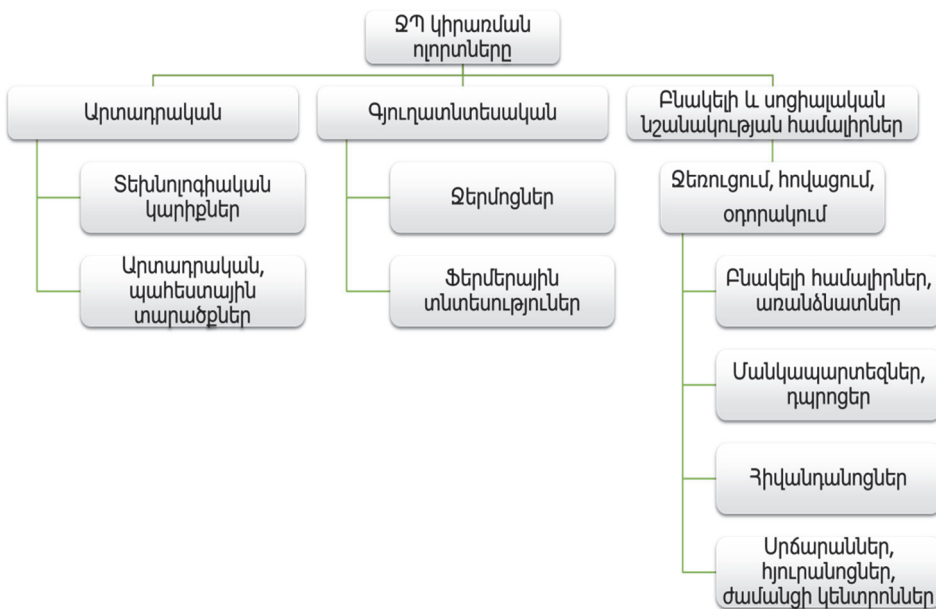 ՋՊ կիրառման
ոլորտները
Արտադրական
Տեխնոլոգիական
կարիքներ
Արտադրական,
պահեստային
տարածքներ
Գյուղատնտեսական
Ջերմոցներ
Ֆերմերային
տնտեսություններ
Բնակելի և սոցիալական
նշանակության համալիրներ
Ջեռուցում, հովացում,
օդորակում
Բնակելի համալիրներ,
առանձնատներ
Մանկապարտեզներ,
դպրոցեր
Հիվանդանոցներ
Սրճարաններ,
հյուրանոցներ,
ժամանցի կենտրոններ